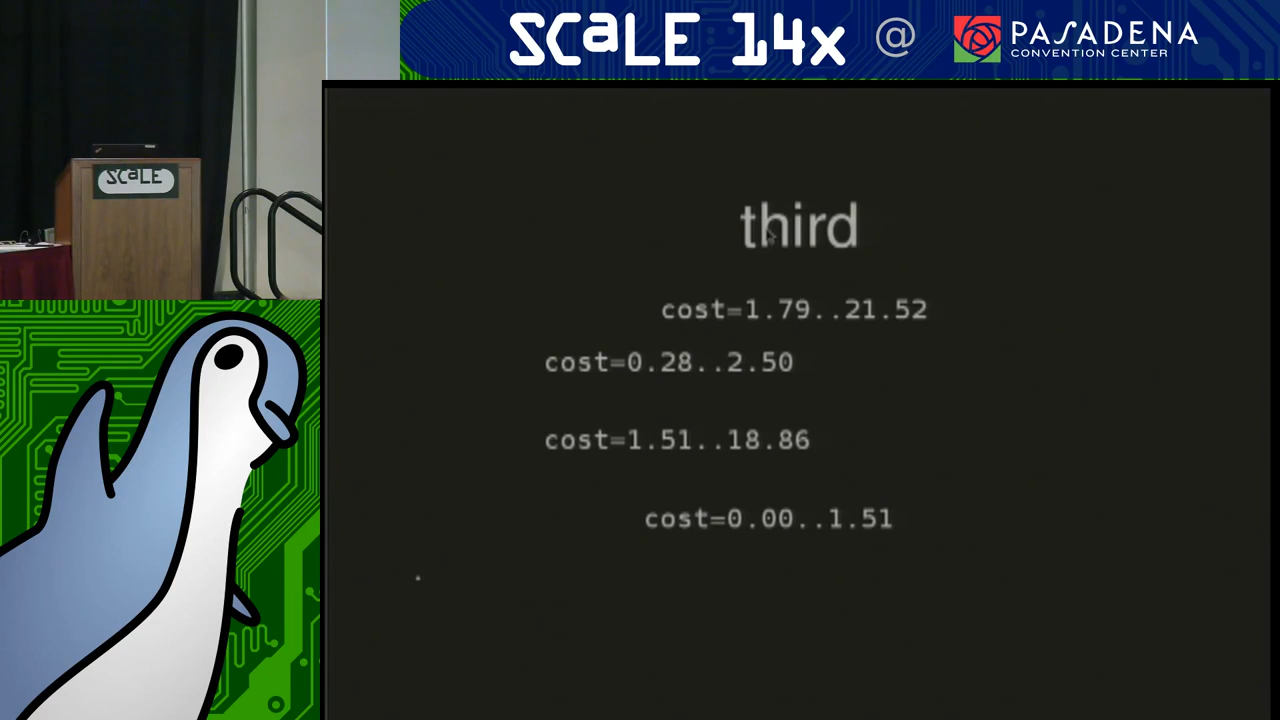 SCALE 14x @ PASADENA
CONVENTION CENTER
SCALE
third
cost=1.79..21.52
cost=0.28..2.50
cost=1.51..18.86
cost=0.00..1.51